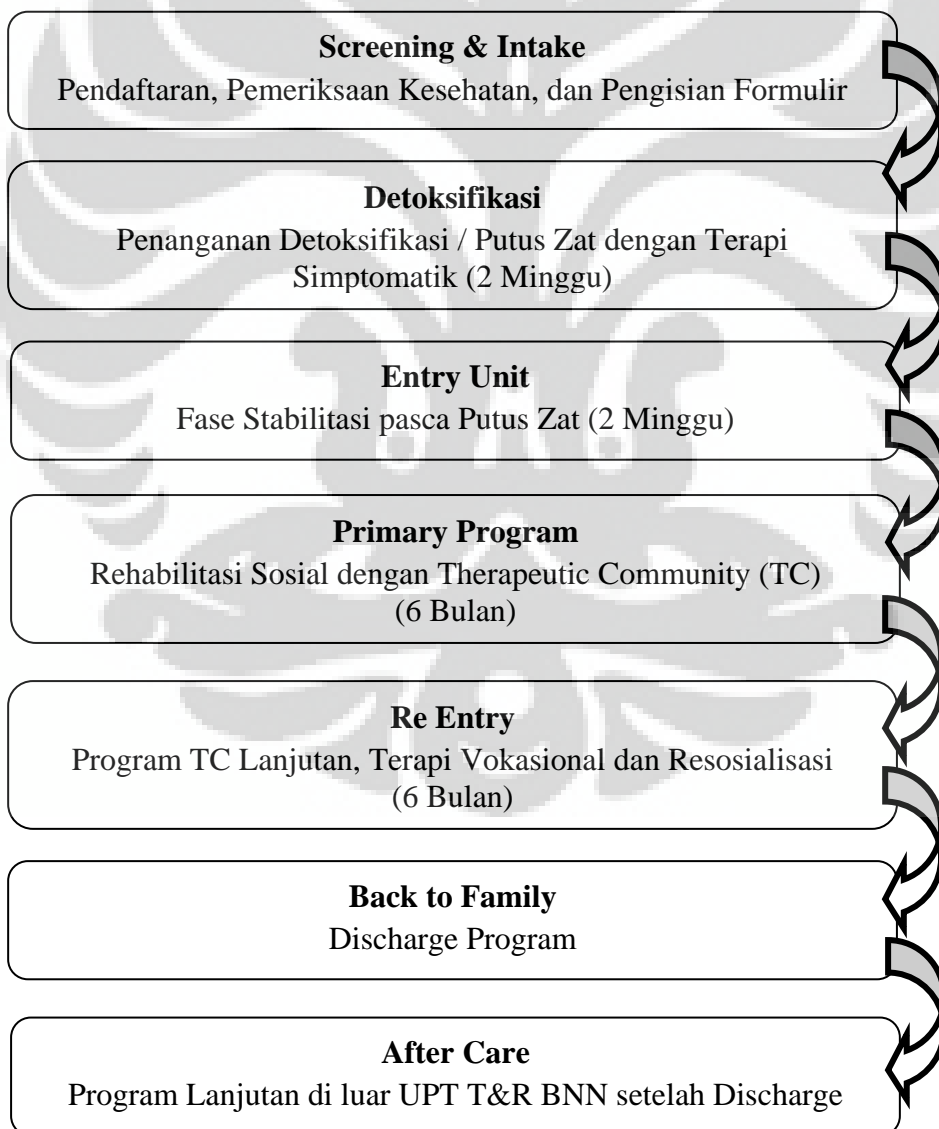 Screening & Intake
Pendaftaran, Pemeriksaan Kesehatan, dan Pengisian Formulir
Detoksifikasi
Penanganan Detoksifikasi / Putus Zat dengan Terapi
Simptomatik (2 Minggu)
Entry Unit
Fase Stabilitasi pasca Putus Zat (2 Minggu)
Primary Program
Rehabilitasi Sosial dengan Therapeutic Community (TC)
(6 Bulan)
Re Entry
Program TC Lanjutan, Terapi Vokasional dan Resosialisasi
(6 Bulan)
Back to Family
Discharge Program
After Care
Program Lanjutan di luar UPT T&R BNN setelah Discharge